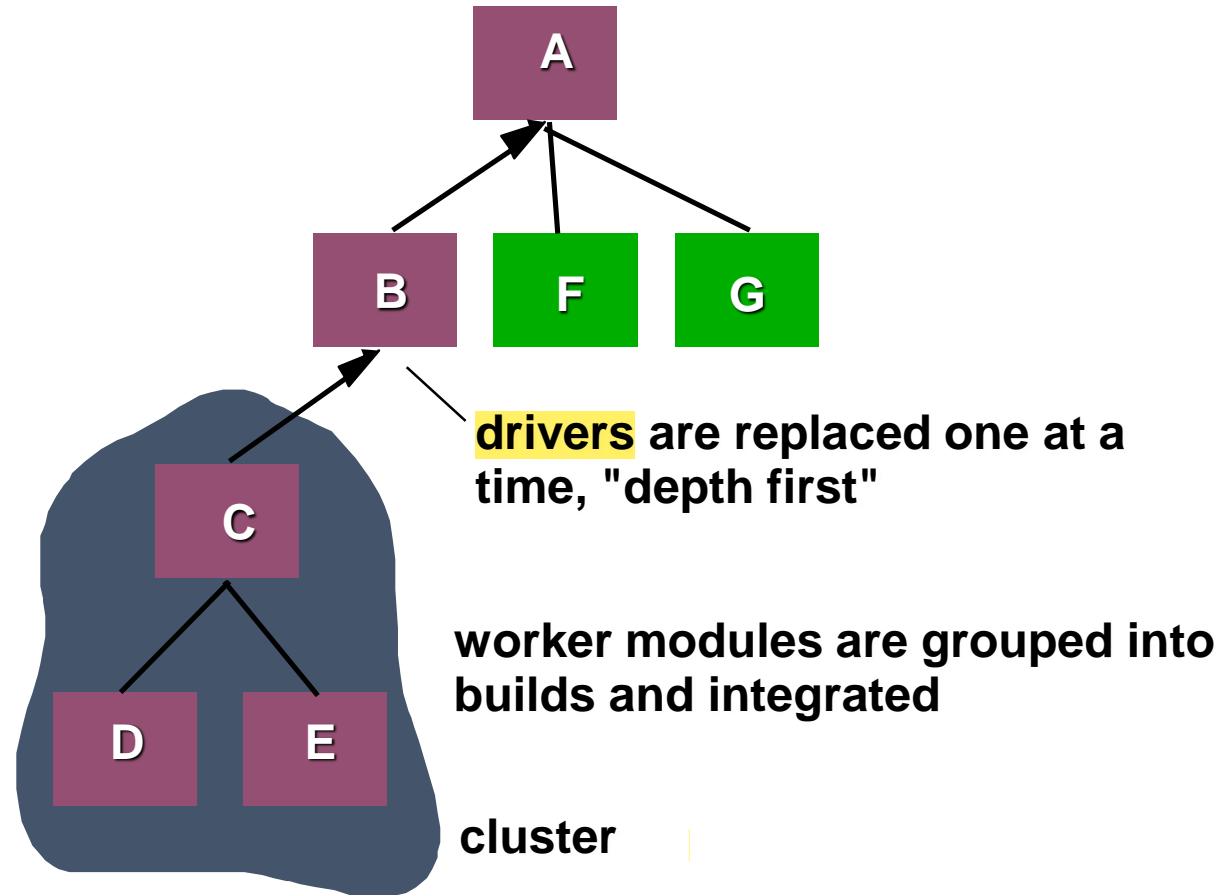 A
B
F
G
drivers are replaced one at a
time, "depth first"
C
worker modules are grouped into
builds and integrated
D
E
cluster